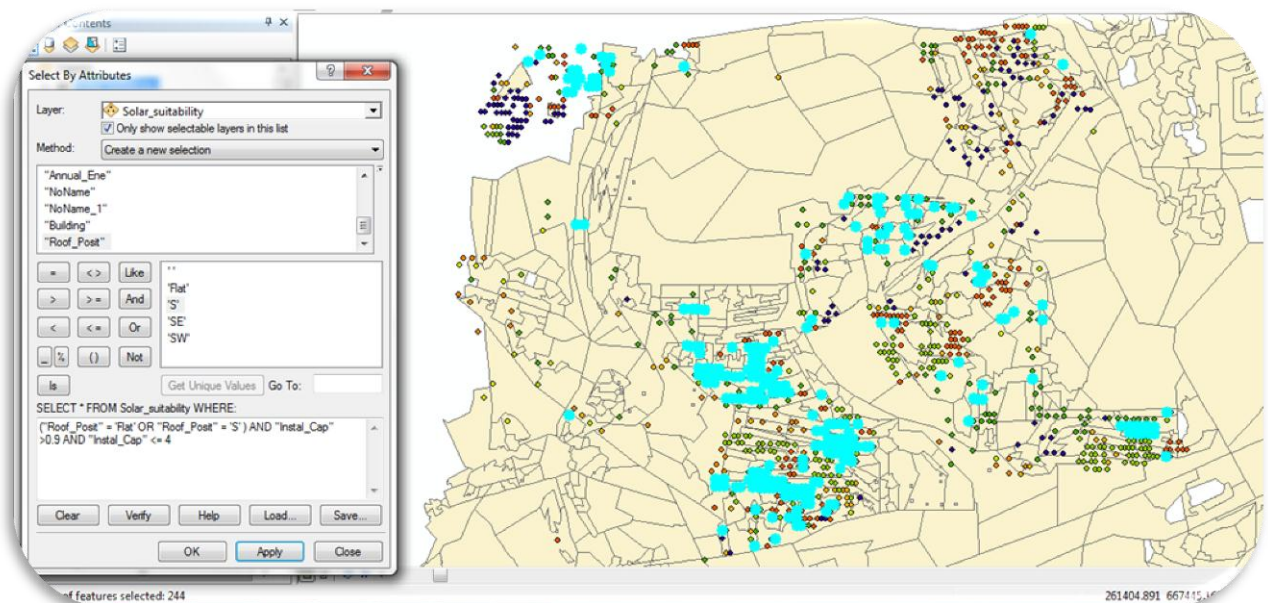 Contents
Select By Attributes
Layer:
Solar_suitability
Only show selectable layers in this list
Method:
Create a new selection
"Annual_Ene"
"NoName"
"NoName_1"
"Building"
"Roof_Posit"
= <> Like
> >= And
< <= Or
_ % () Not
Is
' '
'Flat'
'S'
'SE'
'SW'
Get Unique Values Go To:
SELECT * FROM Solar_suitability WHERE:
("Roof_Posit" = 'Flat' OR "Roof_Posit" = 'S' ) AND "Instal_Cap"
>0.9 AND "Instal_Cap" <= 4
Clear Verify Help Load... Save...
OK Apply Close
of features selected: 244
261404.891